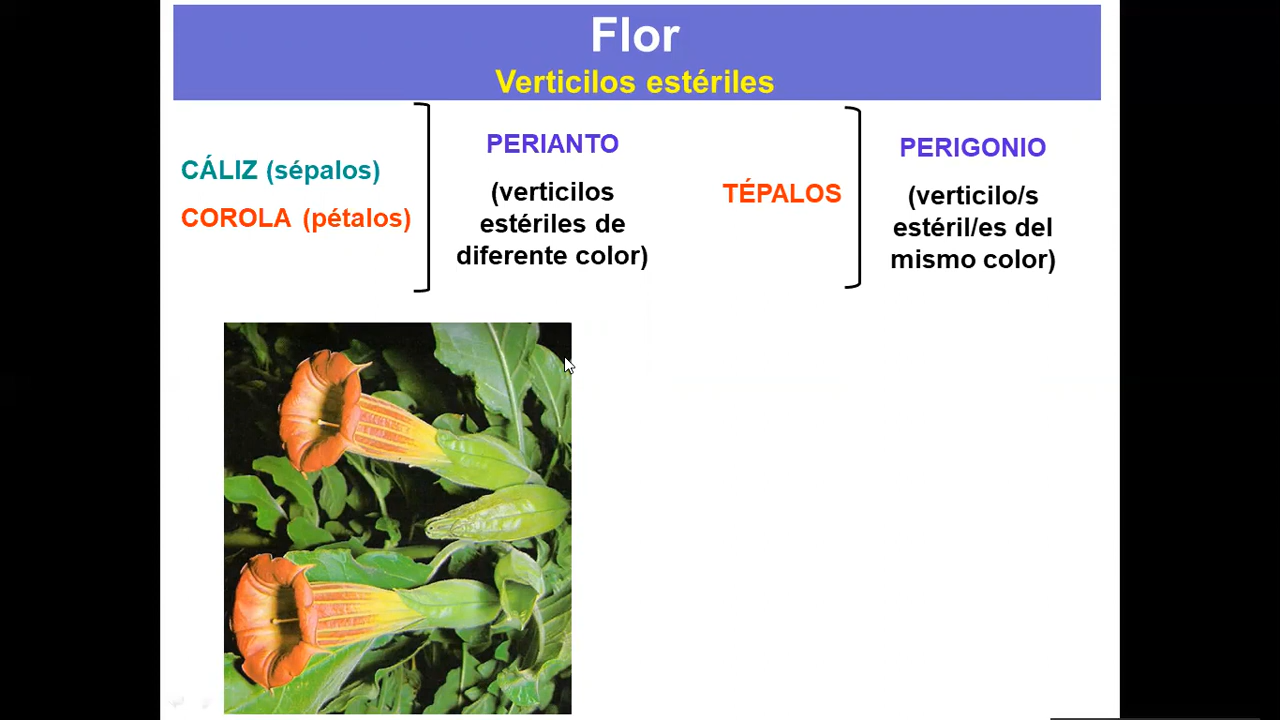 Flor
Verticilos estériles
CÁLIZ (sépalos)
COROLA (pétalos)
PERIANTO
(verticilos
estériles de
diferente color)
TÉPALOS
PERIGONIO
(verticilo/s
estéril/es del
mismo color)